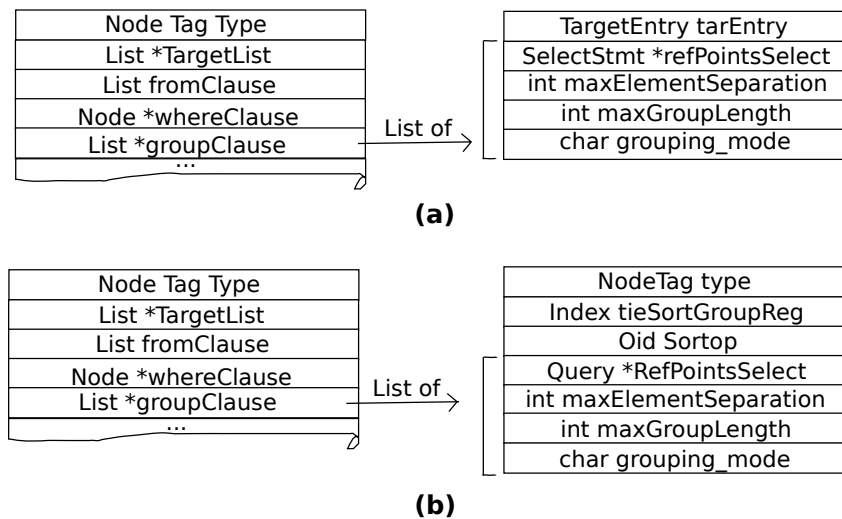 Node Tag Type
List *TargetList
List fromClause
Node *whereClause
List *groupClause
...
List of
TargetEntry tarEntry
SelectStmt *refPointsSelect
int maxElementSeparation
int maxGroupLength
char grouping_mode
(a)
Node Tag Type
List *TargetList
List fromClause
Node *whereClause
List *groupClause
...
List of
NodeTag type
Index tieSortGroupReg
Oid Sortop
Query *RefPointsSelect
int maxElementSeparation
int maxGroupLength
char grouping_mode
(b)